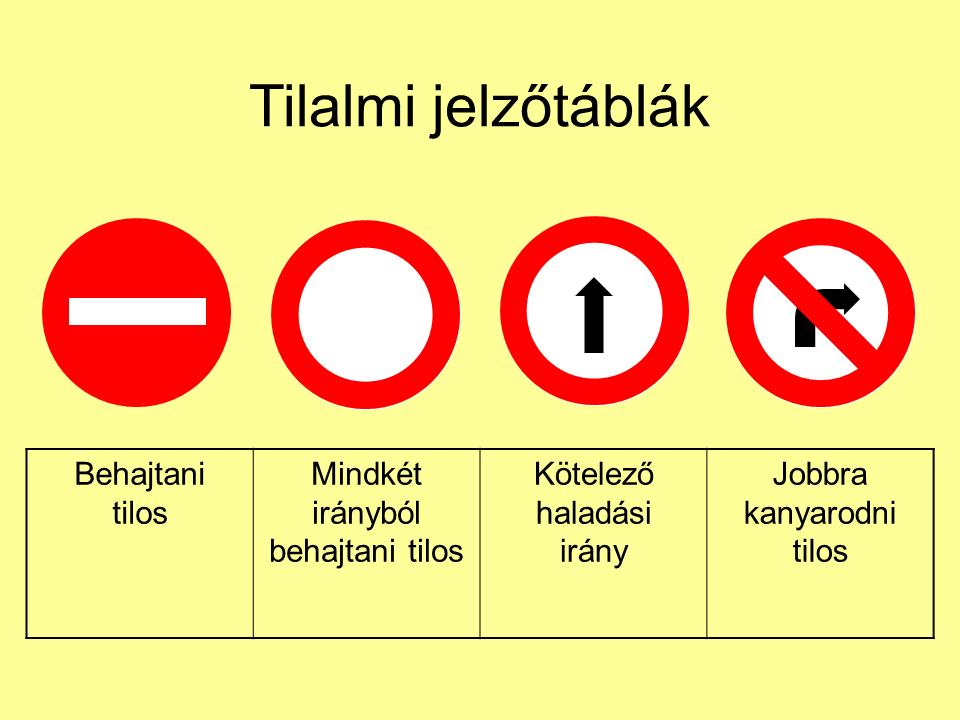 Tilalmi jelzőtáblák
Behajtani
tilos
Mindkét
irányból
behajtani tilos
Kötelező
haladási
irány
Jobbra
kanyarodni
tilos